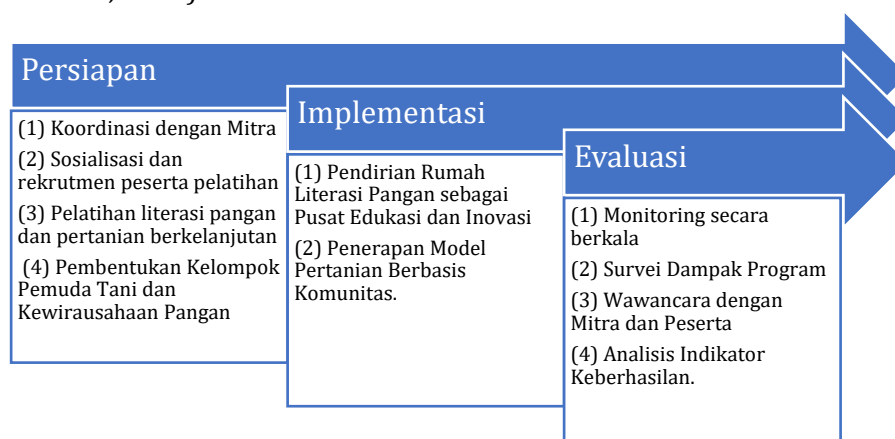 Persiapan
(1) Koordinasi dengan Mitra
(2) Sosialisasi dan
rekrutmen peserta pelatihan
(3) Pelatihan literasi pangan
dan pertanian berkelanjutan
(4) Pembentukan Kelompok
Pemuda Tani dan
Kewirausahaan Pangan
Implementasi
(1) Pendirian Rumah
Literasi Pangan sebagai
Pusat Edukasi dan Inovasi
(2) Penerapan Model
Pertanian Berbasis
Komunitas.
Evaluasi
(1) Monitoring secara
berkala
(2) Survei Dampak Program
(3) Wawancara dengan
Mitra dan Peserta
(4) Analisis Indikator
Keberhasilan.